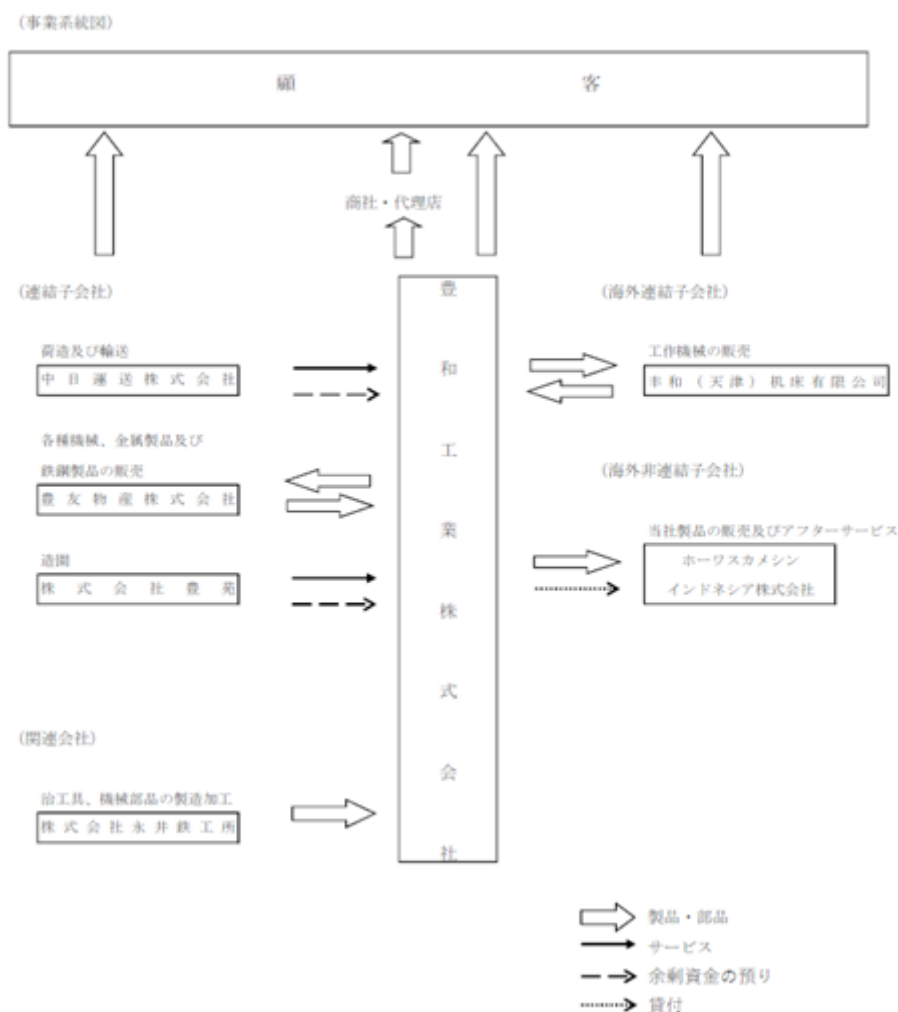 (事業系統図)
顧客
商社・代理店
(連結子会社)
荷造及び輸送
中日運送株式会社
各種機械、金属製品及び
鉄鋼製品の販売
豊友物産株式会社
造園
株式会社豊苑
(関連会社)
治工具、機械部品の製造加工
株式会社永井鉄工所
豊和工業株式会社
(海外連結子会社)
工作機械の販売
丰和(天津)机床有限公司
(海外非連結子会社)
当社製品の販売及びアフターサービス
ホーワスカメシン
インドネシア株式会社
製品・部品
サービス
余剰資金の預り
貸付